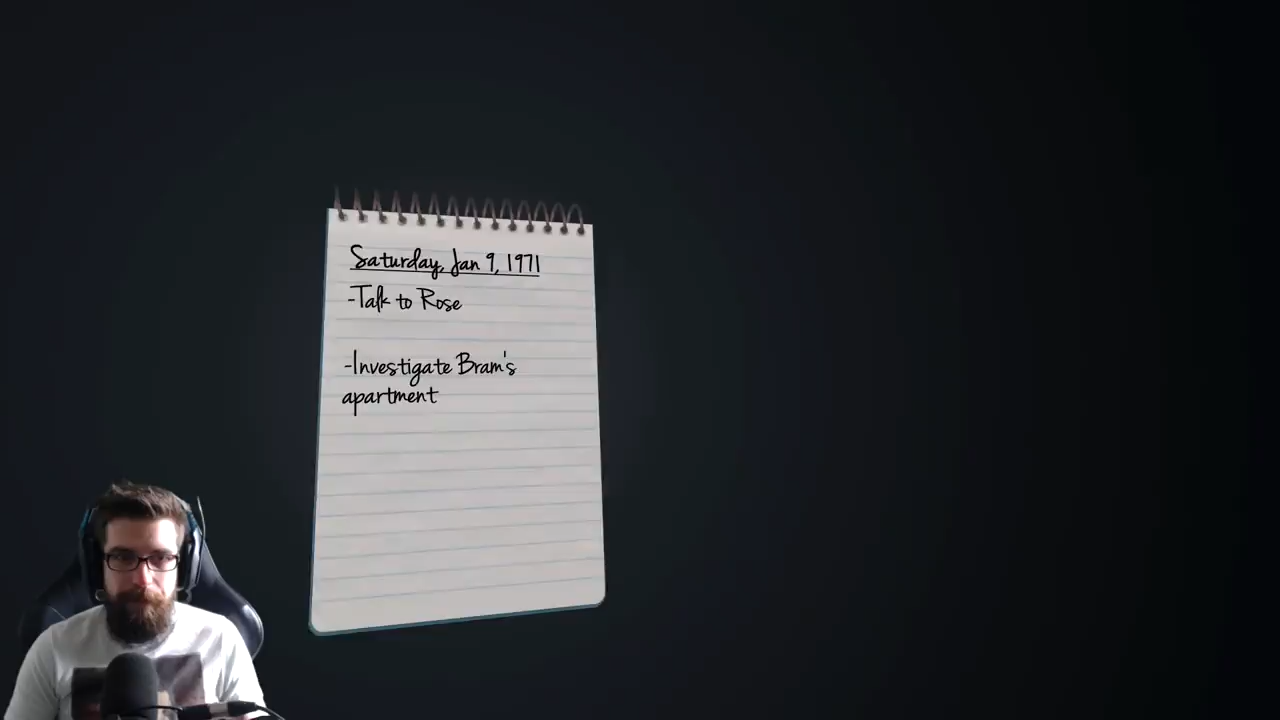 Saturday, Jan 9, 1971
-Talk to Rose
-Investigate Bram's
apartment